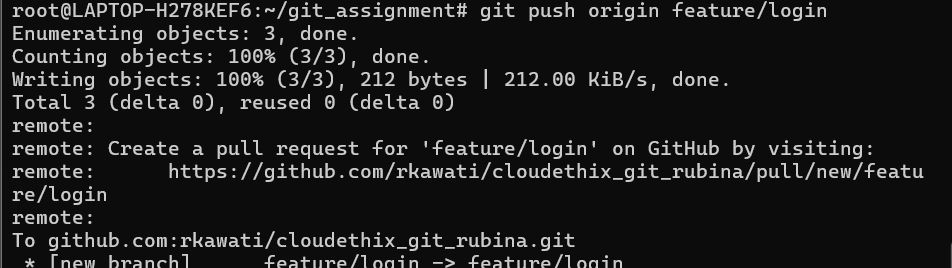 root@LAPTOP-H278KEF6:~/git_assignment# git push origin feature/login
Enumerating objects: 3, done.
Counting objects: 100% (3/3), done.
Writing objects: 100% (3/3), 212 bytes | 212.00 KiB/s, done.
Total 3 (delta 0), reused 0 (delta 0)
remote:
remote: Create a pull request for 'feature/login' on GitHub by visiting:
remote:      https://github.com/rkawati/cloudethix_git_rubina/pull/new/featu
re/login
remote:
To github.com:rkawati/cloudethix_git_rubina.git
 * [new branch]      feature/login -> feature/login